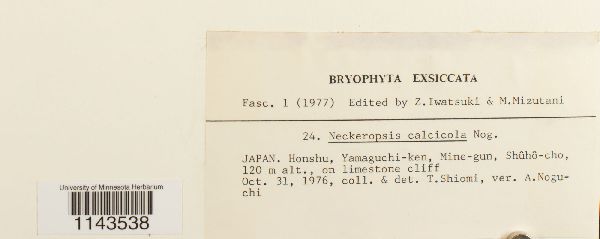 BRYOPHYTA EXSICCATA
Fasc. 1 (1977) Edited by Z.Iwatsuki & M.Mizutani
24. Neckeropsis calcicola Nog.
JAPAN. Honshu, Yamaguchi-ken, Mine-gun, Shûhô-cho,
120 m alt., on limestone cliff
Oct. 31, 1976, coll. & det. T.Shiomi, ver. A.Nogu-
chi
University of Minnesota Herbarium
1143538